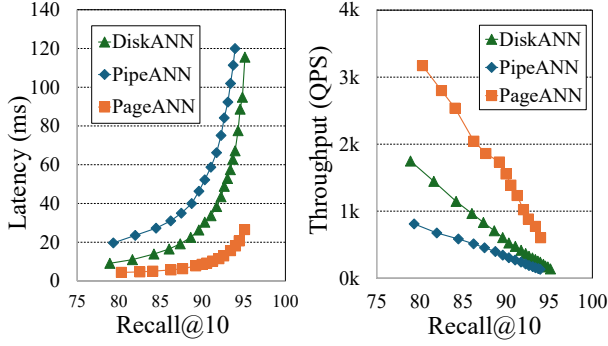 140
120
100
80
60
40
20
0
Latency (ms)
DiskANN
PipeANN
PageANN
75 80 85 90 95 100
Recall@10
4k
3k
2k
1k
0k
Throughput (QPS)
DiskANN
PipeANN
PageANN
75 80 85 90 95 100
Recall@10